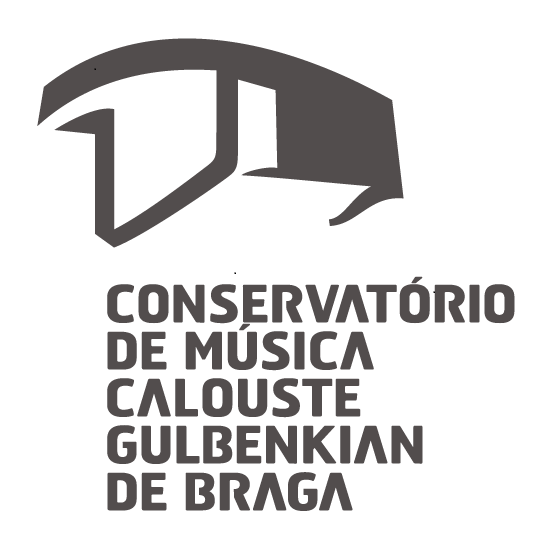 CONSERVATÓRIO
DE MÚSICA
CALOUSTE
GULBENKIAN
DE BRAGA